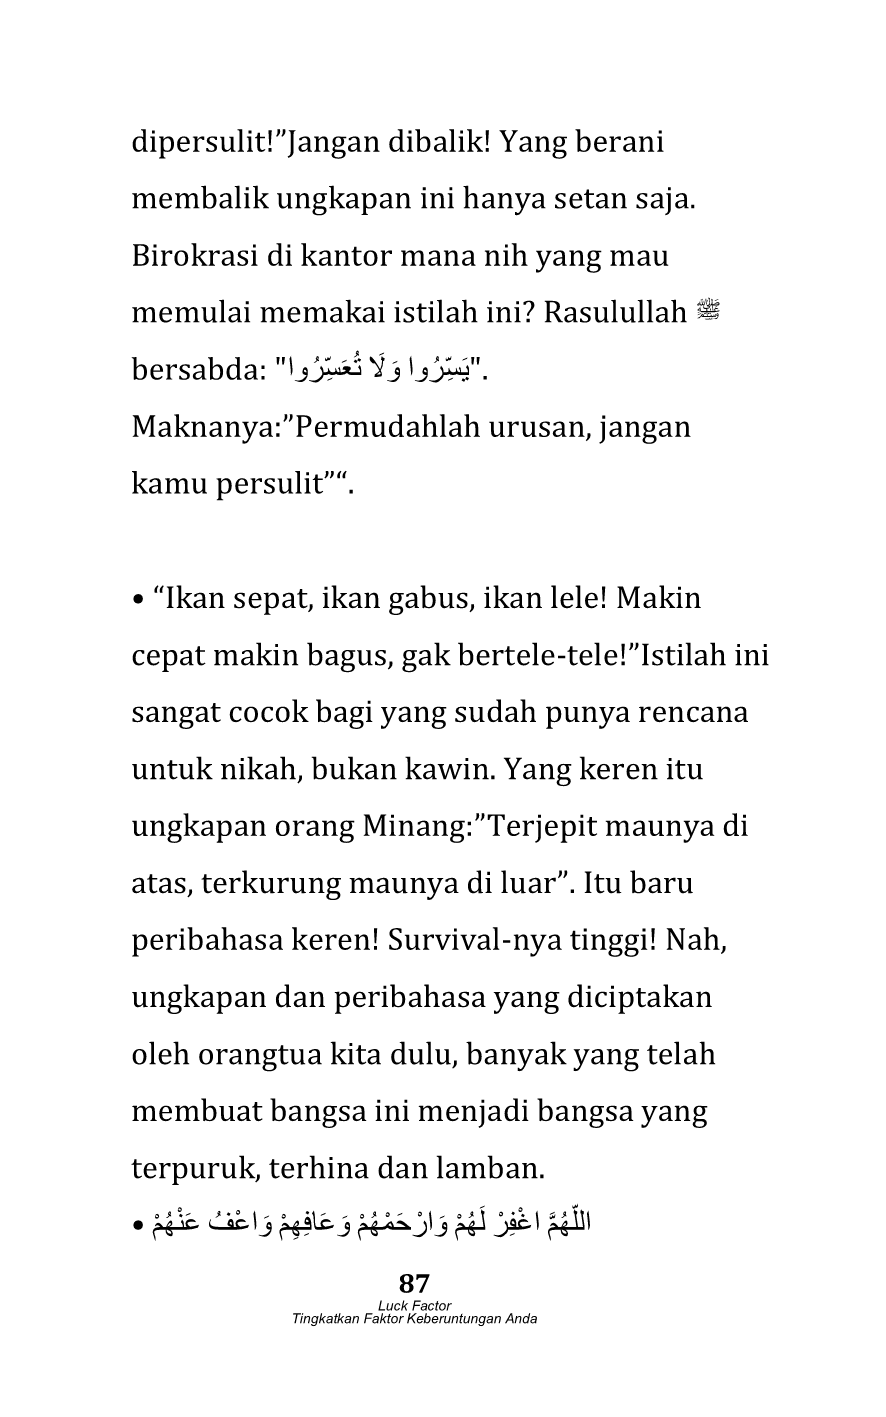 dipersulit!”Jangan dibalik! Yang berani
membalik ungkapan ini hanya setan saja.
Birokrasi di kantor mana nih yang mau
memulai memakai istilah ini? Rasulullah ﷺ
bersabda: "يَسِّرُوا وَلَا تُعَسِّرُوا".
Maknanya:”Permudahlah urusan, jangan
kamu persulit”“.
• “Ikan sepat, ikan gabus, ikan lele! Makin
cepat makin bagus, gak bertele-tele!”Istilah ini
sangat cocok bagi yang sudah punya rencana
untuk nikah, bukan kawin. Yang keren itu
ungkapan orang Minang:”Terjepit maunya di
atas, terkurung maunya di luar”. Itu baru
peribahasa keren! Survival-nya tinggi! Nah,
ungkapan dan peribahasa yang diciptakan
oleh orangtua kita dulu, banyak yang telah
membuat bangsa ini menjadi bangsa yang
terpuruk, terhina dan lamban.
• اللَّهُمَّ اغْفِرْ لَهُمْ وَارْحَمْهُمْ وَعَافِهِمْ وَاعْفُ عَنْهُمْ
87
Luck Factor
Tingkatkan Faktor Keberuntungan Anda